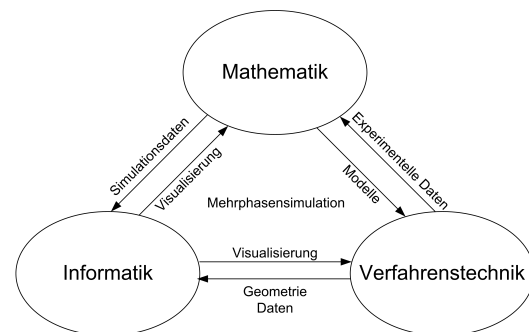 Mathematik
Simulationsdaten
Visualisierung
Experimentelle Daten
Modelle
Mehrphasensimulation
Informatik
Visualisierung
Geometrie
Daten
Verfahrenstechnik